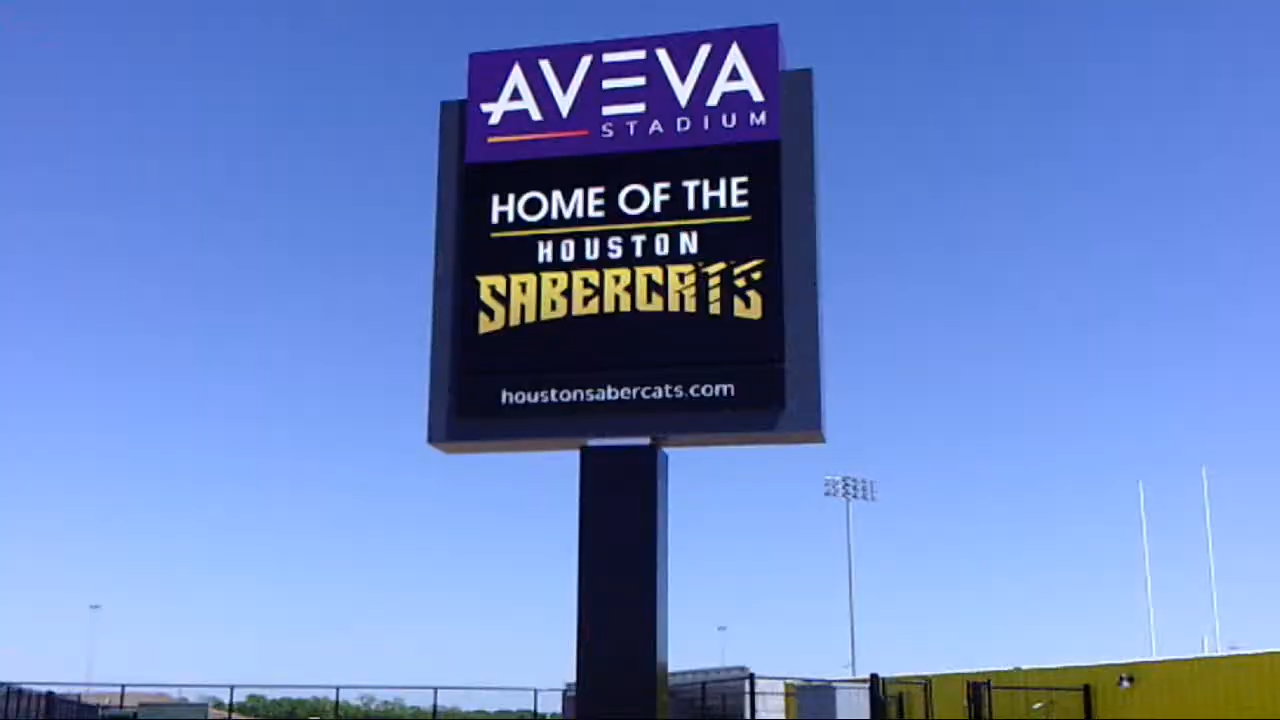 AVEVA
STADIUM
HOME OF THE
HOUSTON
SABERCATS
houstonsabercats.com